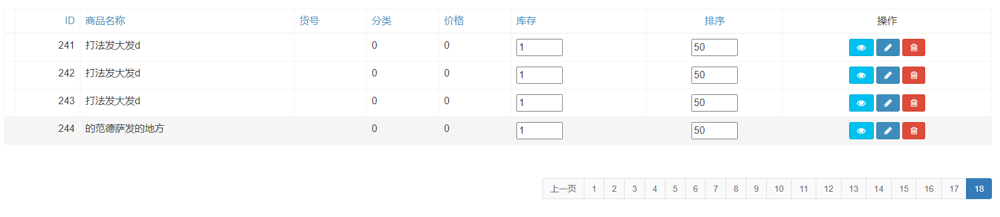 ID 商品名称 货号 分类 价格 库存 排序 操作
241 打法发大发d 0 0 1 50
242 打法发大发d 0 0 1 50
243 打法发大发d 0 0 1 50
244 的范德萨发的地方 0 0 1 50
上一页 1 2 3 4 5 6 7 8 9 10 11 12 13 14 15 16 17 18